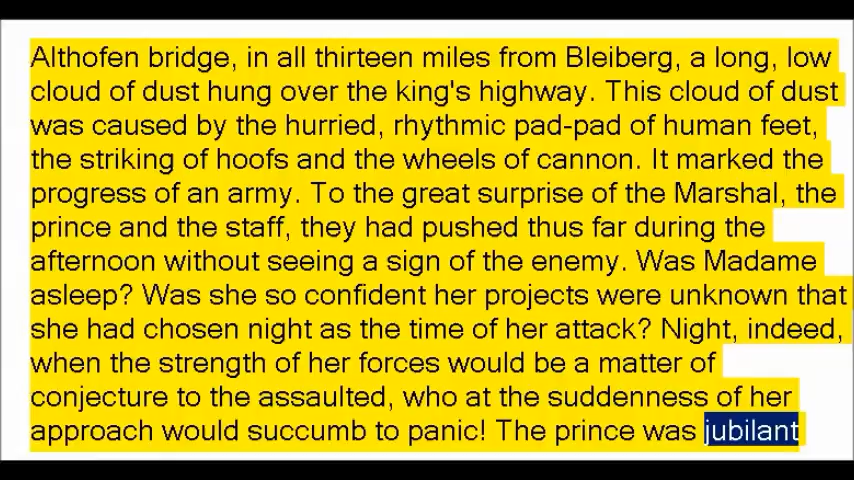 Althofen bridge, in all thirteen miles from Bleiberg, a long, low
cloud of dust hung over the king's highway. This cloud of dust
was caused by the hurried, rhythmic pad-pad of human feet,
the striking of hoofs and the wheels of cannon. It marked the
progress of an army. To the great surprise of the Marshal, the
prince and the staff, they had pushed thus far during the
afternoon without seeing a sign of the enemy. Was Madame
asleep? Was she so confident her projects were unknown that
she had chosen night as the time of her attack? Night, indeed,
when the strength of her forces would be a matter of
conjecture to the assaulted, who at the suddenness of her
approach would succumb to panic! The prince was jubilant